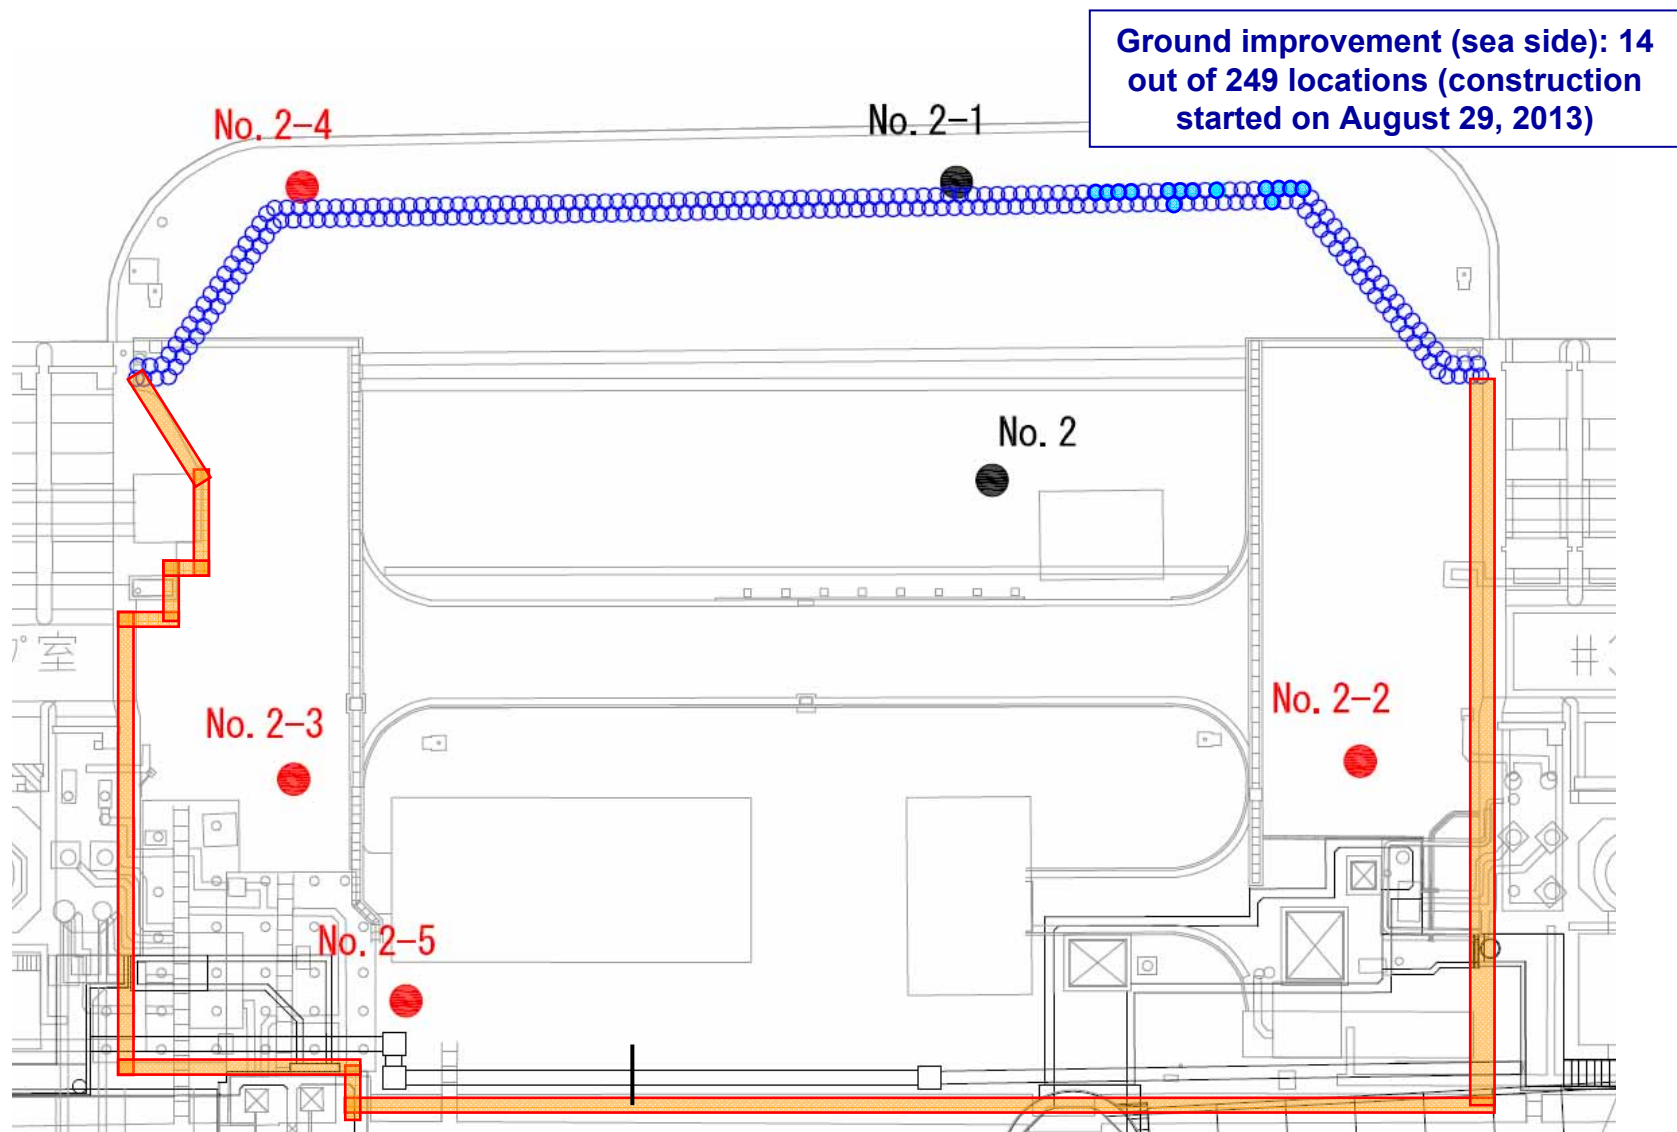 Ground improvement (sea side): 14
out of 249 locations (construction
started on August 29, 2013)
No. 2-4
No. 2-1
No. 2
室
No. 2-3
No. 2-2
No. 2-5